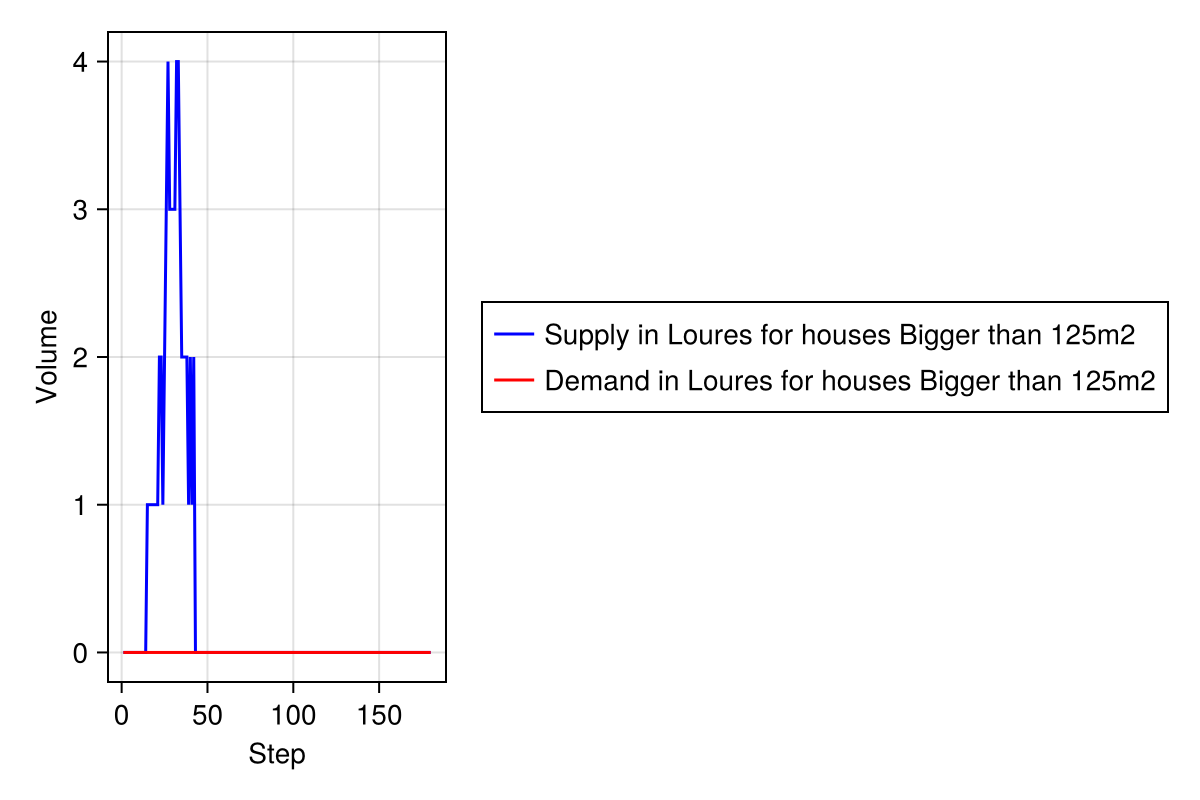 4
3
2
1
0
Volume
0 50 100 150
Step
Supply in Loures for houses Bigger than 125m2
Demand in Loures for houses Bigger than 125m2